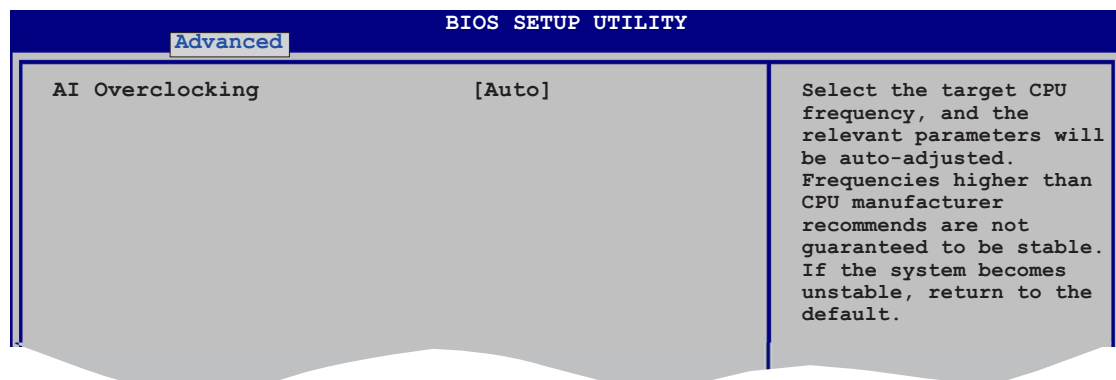 BIOS SETUP UTILITY
Advanced
AI Overclocking [Auto]
Select the target CPU
frequency, and the
relevant parameters will
be auto-adjusted.
Frequencies higher than
CPU manufacturer
recommends are not
guaranteed to be stable.
If the system becomes
unstable, return to the
default.